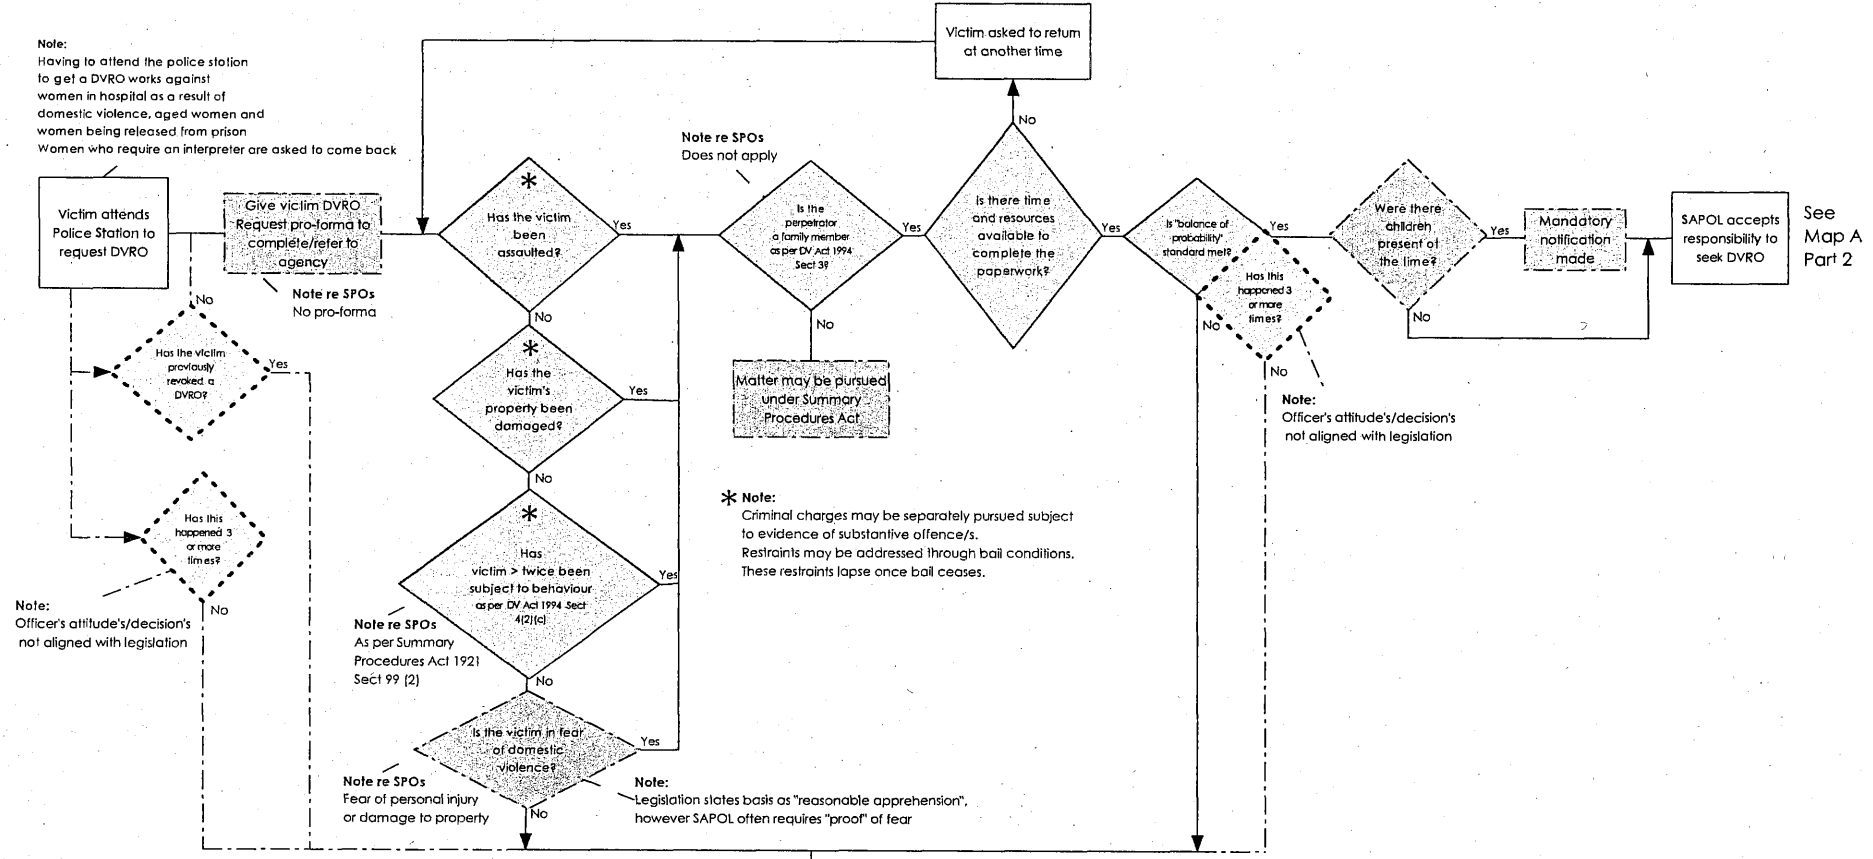 Note:
Having to attend the police station
to get a DVRO works against
women in hospital as a result of
domestic violence, aged women and
women being released from prison
Women who require an interpreter are asked to come back
Victim attends
Police Station to
request DVRO
Give victim DVRO
Request pro-forma to
complete/refer to
agency
Note re SPOs
No pro-forma
No
Has the victim
previously
revoked a
DVRO?
Yes
Has this
happened 3
or more
times?
No
Note:
Officer's attitude's/decision's
not aligned with legislation
Victim asked to return
at another time
No
*
Has the victim
been
assaulted?
Yes
No
*
Has the
victim's
property been
damaged?
Yes
No
*
Has
victim > twice been
subject to behaviour
as per DV Act 1994 Sect
4(2)(c)
Yes
Note re SPOs
As per Summary
Procedures Act 1921
Sect 99 (2)
No
Is the victim in fear
of domestic
violence?
Yes
No
Note re SPOs
Fear of personal injury
or damage to property
Note:
Legislation states basis as "reasonable apprehension",
however SAPOL often requires "proof" of fear
Note re SPOs
Does not apply
Is the
perpetrator
a family member
as per DV Act 1994
Sect 3?
Yes
No
Matter may be pursued
under Summary
Procedures Act
* Note:
Criminal charges may be separately pursued subject
to evidence of substantive offence/s.
Restraints may be addressed through bail conditions.
These restraints lapse once bail ceases.
Is there time
and resources
available to
complete the
paperwork?
Yes
Is "balance of
probability"
standard met?
Yes
No
Has this
happened 3
or more
times?
No
Note:
Officer's attitude's/decision's
not aligned with legislation
Were there
children
present at
the time?
Yes
No
Mandatory
notification
made
SAPOL accepts
responsibility to
seek DVRO
See
Map A
Part 2